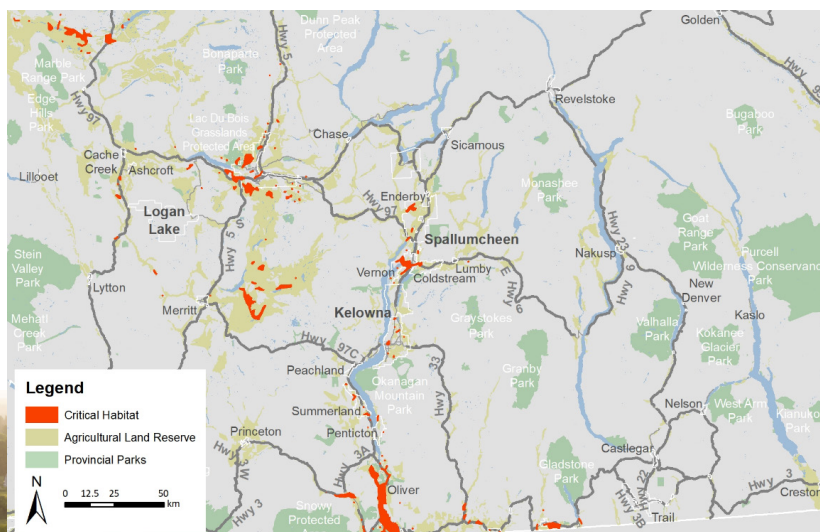 Dunn Peak
Protected
Area
Golden
Marble
Range Park
Bonaparte
Park
Hwy 5
Hwy 95
Edge
Hills
Park
Hwy 97
Lac Du Bois
Grasslands
Protected Area
Chase
Revelstoke
Bugaboo
Park
Sicamous
Cache
Creek
Ashcroft
Lillooet
Enderby
Monashee
Park
Hwy 97
Logan
Lake
Hwy 5
S
Spallumcheen
Hwy 23
Goat
Range
Park
Stein
Valley
Park
Nakusp
Purcell
Wilderness Conservanc
Vernon
Lumby
Coldstream
E
Hwy 6
Hwy 6
Lytton
New
Denver
Merritt
Kelowna
Kaslo
Mehatl
Creek
Park
Graystokes
Park
Valhalla
Park
Kokanee
Glacier
Park
Hwy 97C
Hwy 33
Granby
Park
Peachland
Okanagan
Mountain
Park
Nelson
West Arm
Park
Kianuko
Park
Summerland
Princeton
Penticton
Castlegar
Hwy 3A
Gladstone
Park
Hwy 22
Hwy 3
Creston
Oliver
Trail
Hwy 3B
Hwy 3
W
Snowy
Protected
Legend
Critical Habitat
Agricultural Land Reserve
Provincial Parks
N
0 12.5 25 50
km